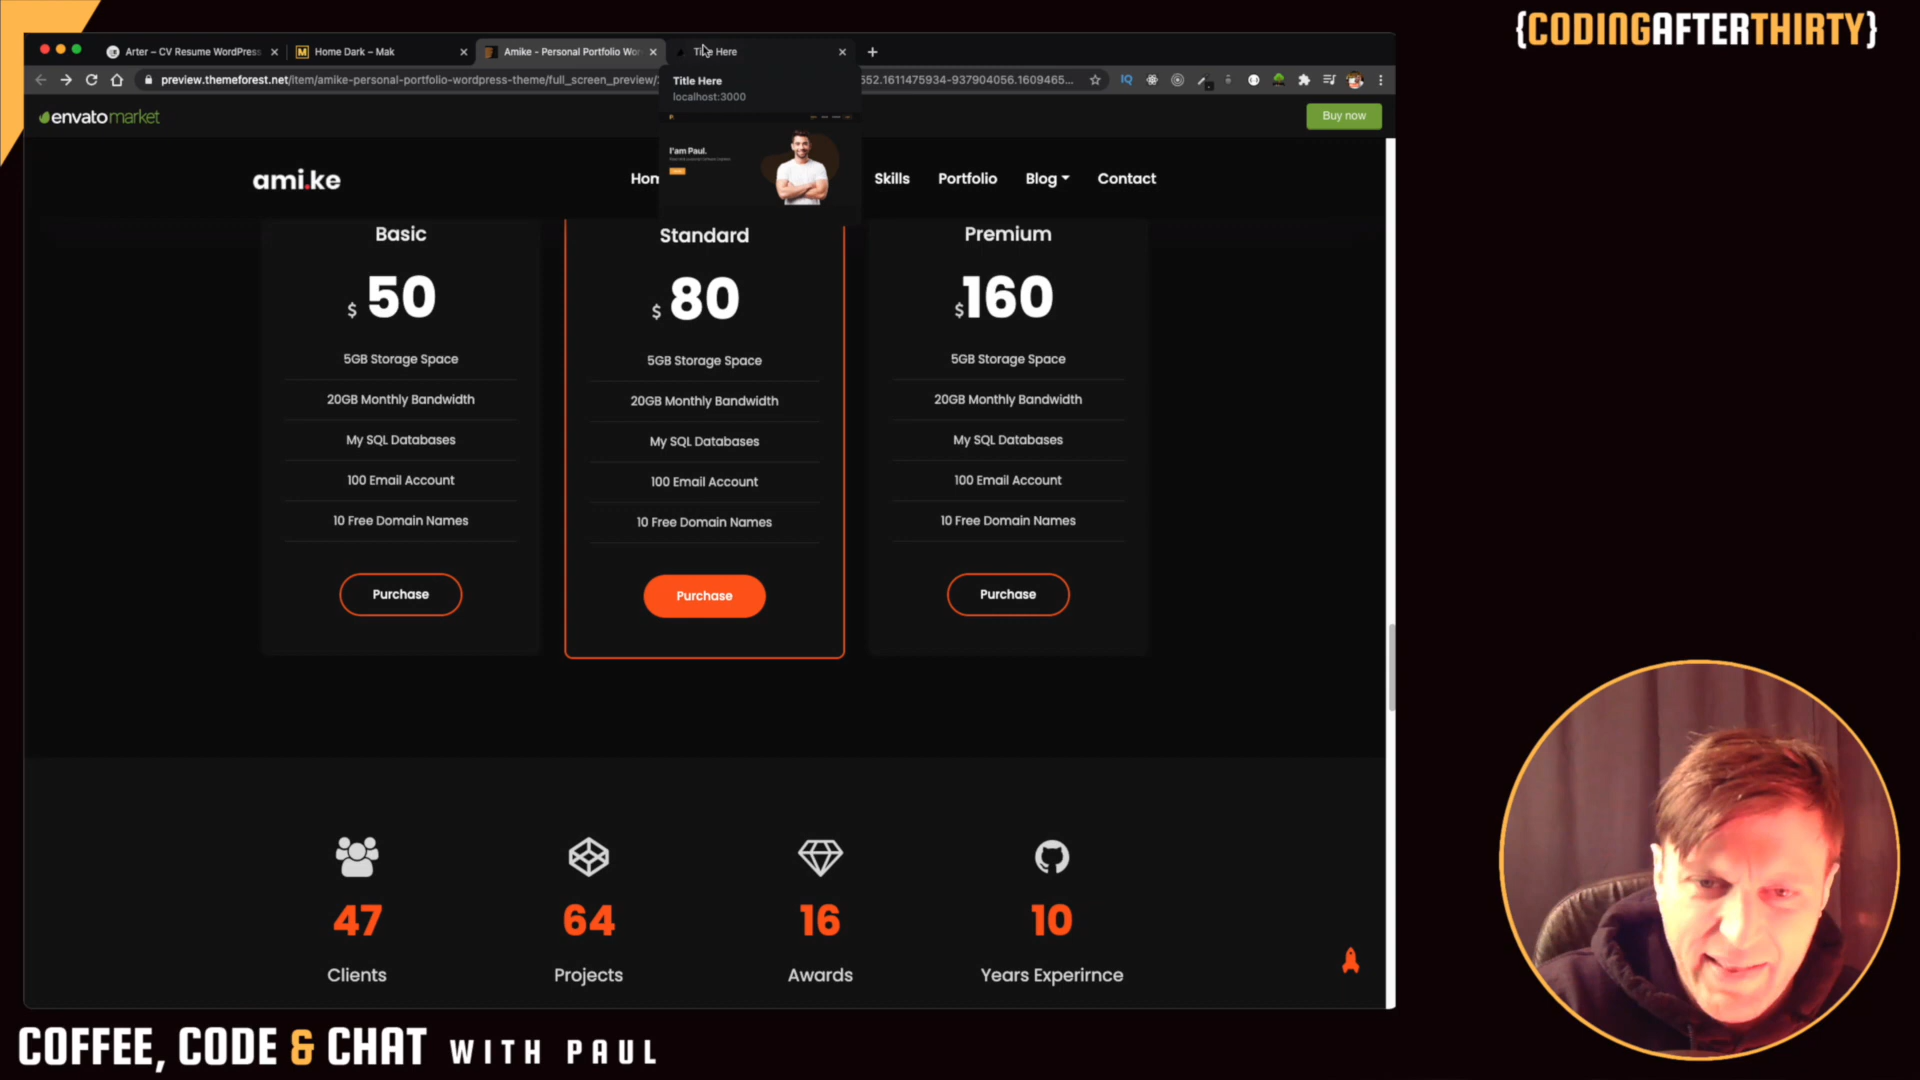 {CODINGAFTERTHIRTY}
Arter – CV Resume WordPress
Home Dark – Mak
Amike - Personal Portfolio Wor
Title Here
preview.themeforest.net/item/amike-personal-portfolio-wordpress-theme/full_screen_preview/
552.1611475934-937904056.1609465...
Title Here
localhost:3000
envatomarket
Buy now
I'am Paul.
ami.ke
Hom
Skills
Portfolio
Blog
Contact
Basic
Standard
Premium
$ 50
$ 80
$160
5GB Storage Space
5GB Storage Space
5GB Storage Space
20GB Monthly Bandwidth
20GB Monthly Bandwidth
20GB Monthly Bandwidth
My SQL Databases
My SQL Databases
My SQL Databases
100 Email Account
100 Email Account
100 Email Account
10 Free Domain Names
10 Free Domain Names
10 Free Domain Names
Purchase
Purchase
Purchase
47
64
16
10
Clients
Projects
Awards
Years Experirnce
COFFEE, CODE & CHAT WITH PAUL